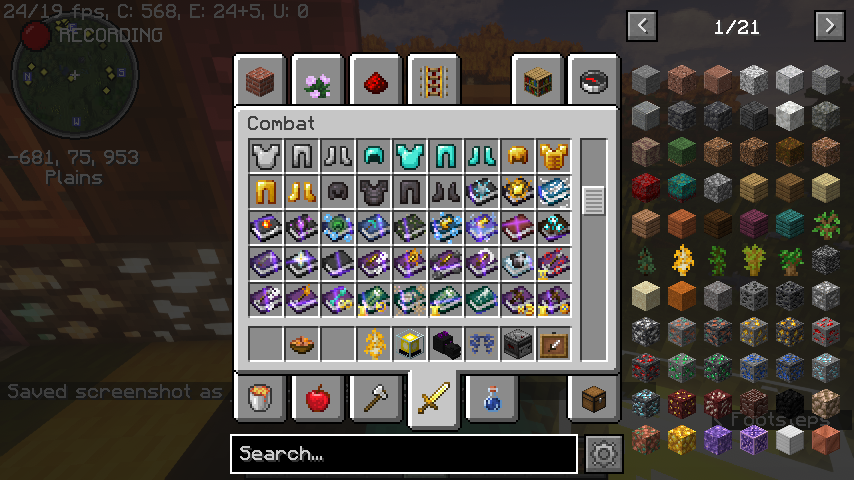 24/19 fps, C: 568, E: 24+5, U: 0
RECORDING
1/21
N
S
W
Combat
-681, 75, 953
Plains
Saved screenshot as
Search...